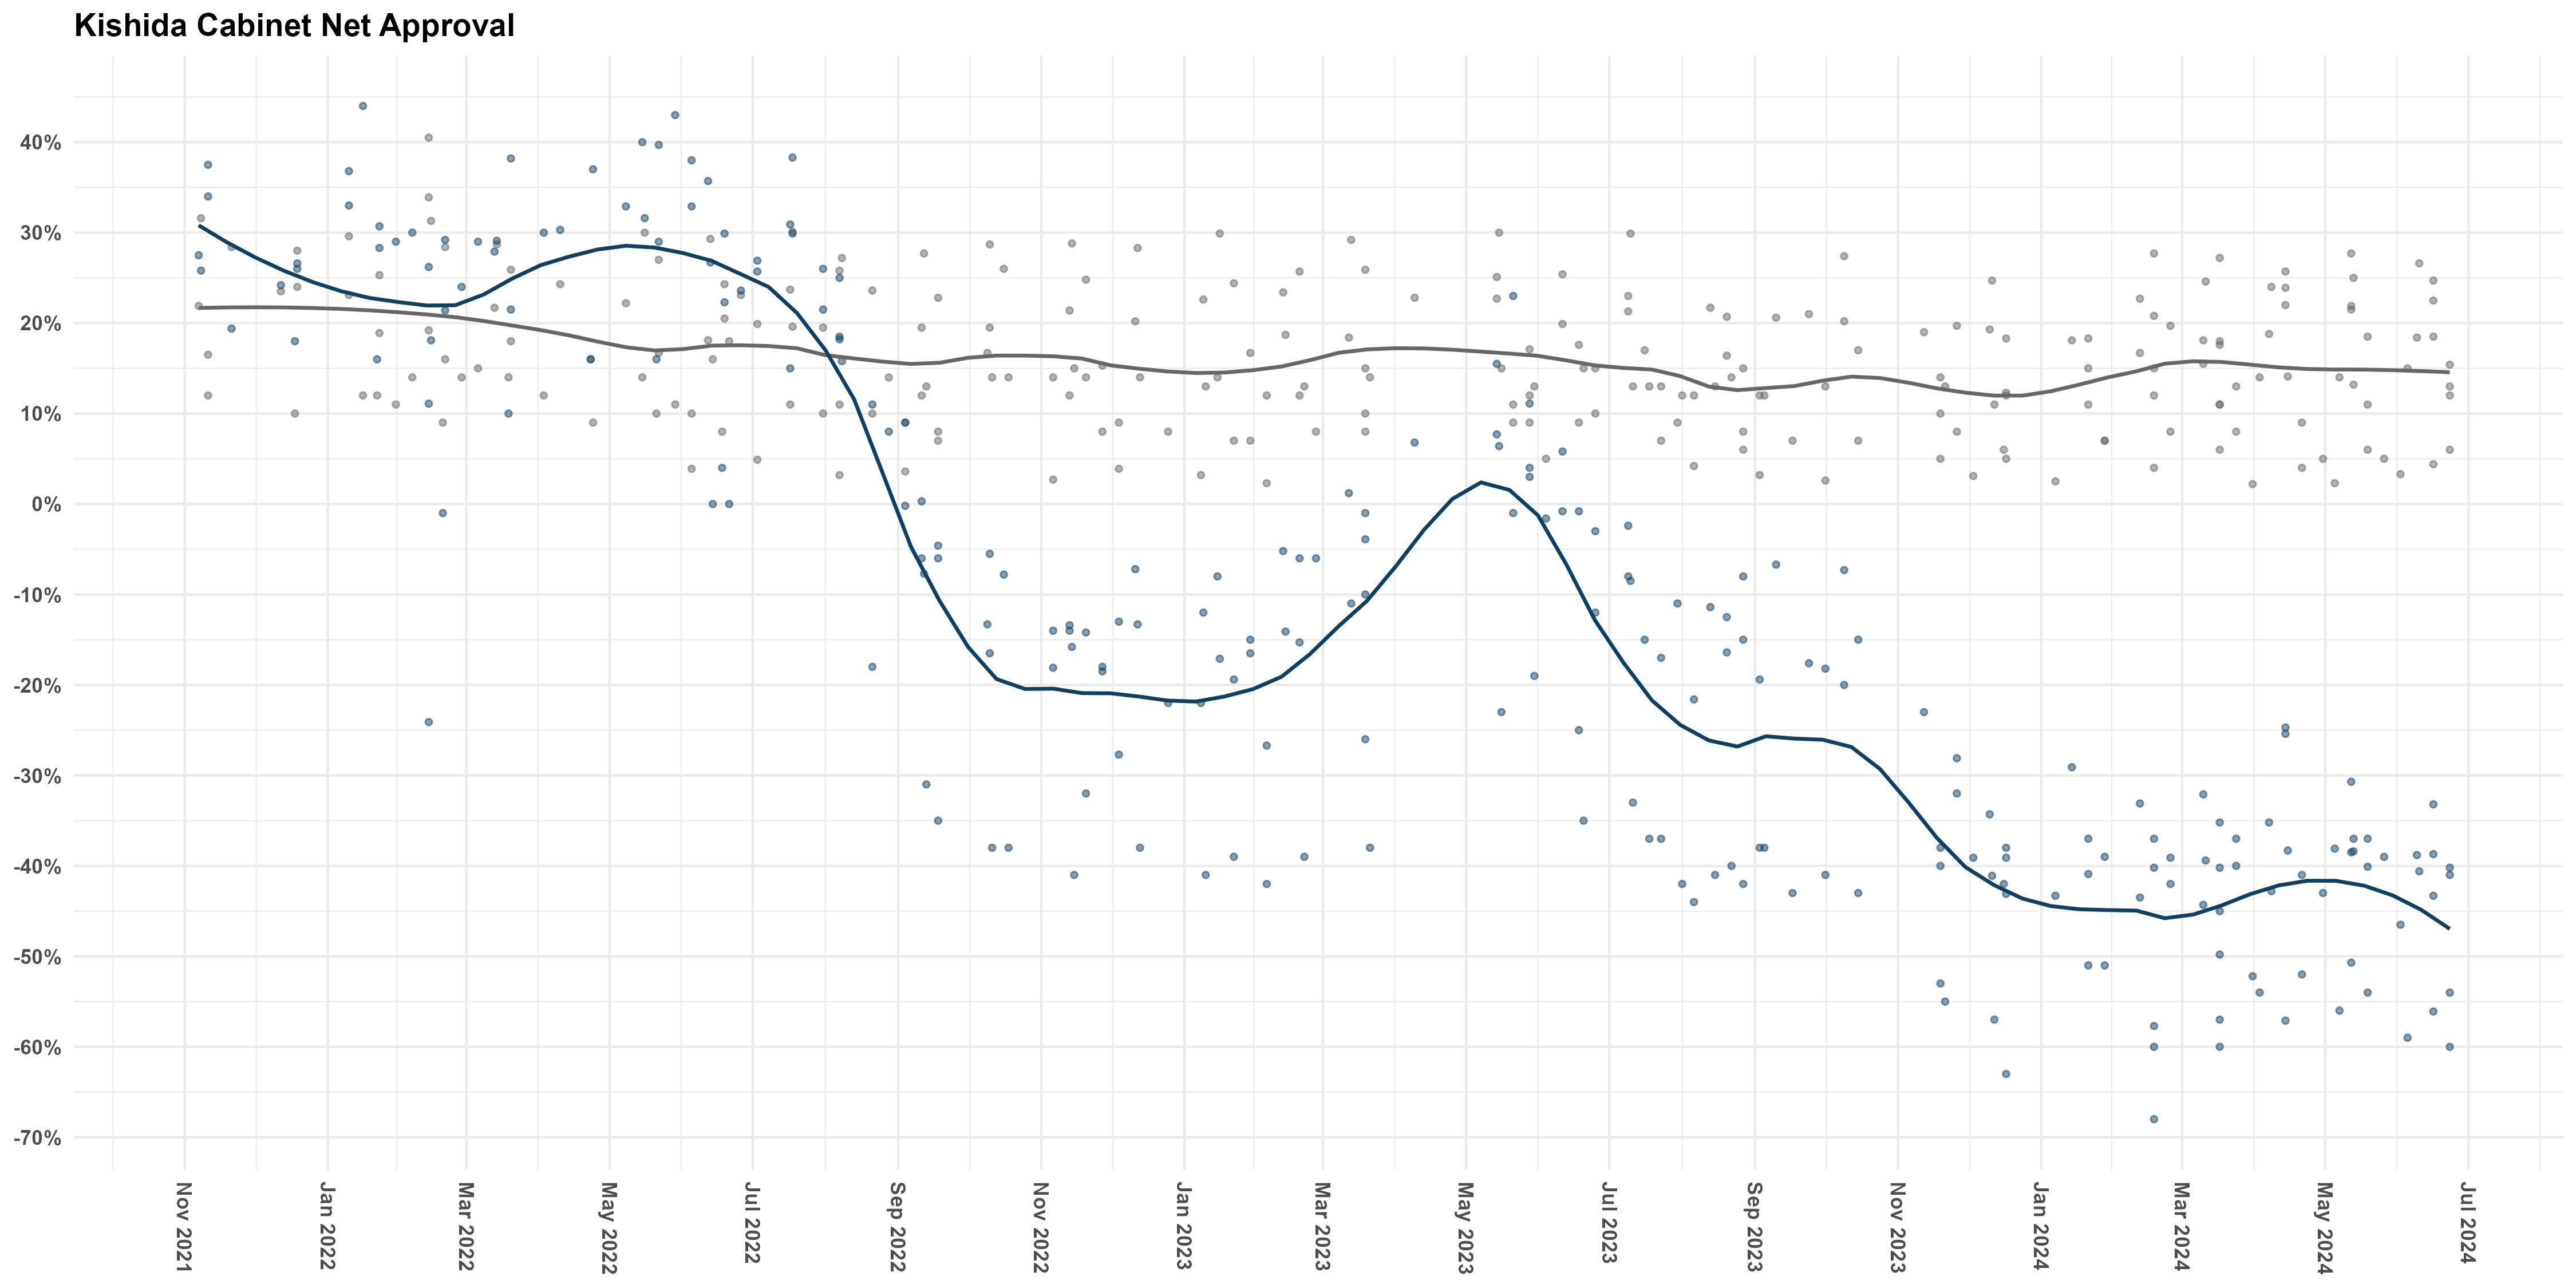 Kishida Cabinet Net Approval
40%
30%
20%
10%
0%
-10%
-20%
-30%
-40%
-50%
-60%
-70%
Nov 2021
Jan 2022
Mar 2022
May 2022
Jul 2022
Sep 2022
Nov 2022
Jan 2023
Mar 2023
May 2023
Jul 2023
Sep 2023
Nov 2023
Jan 2024
Mar 2024
May 2024
Jul 2024